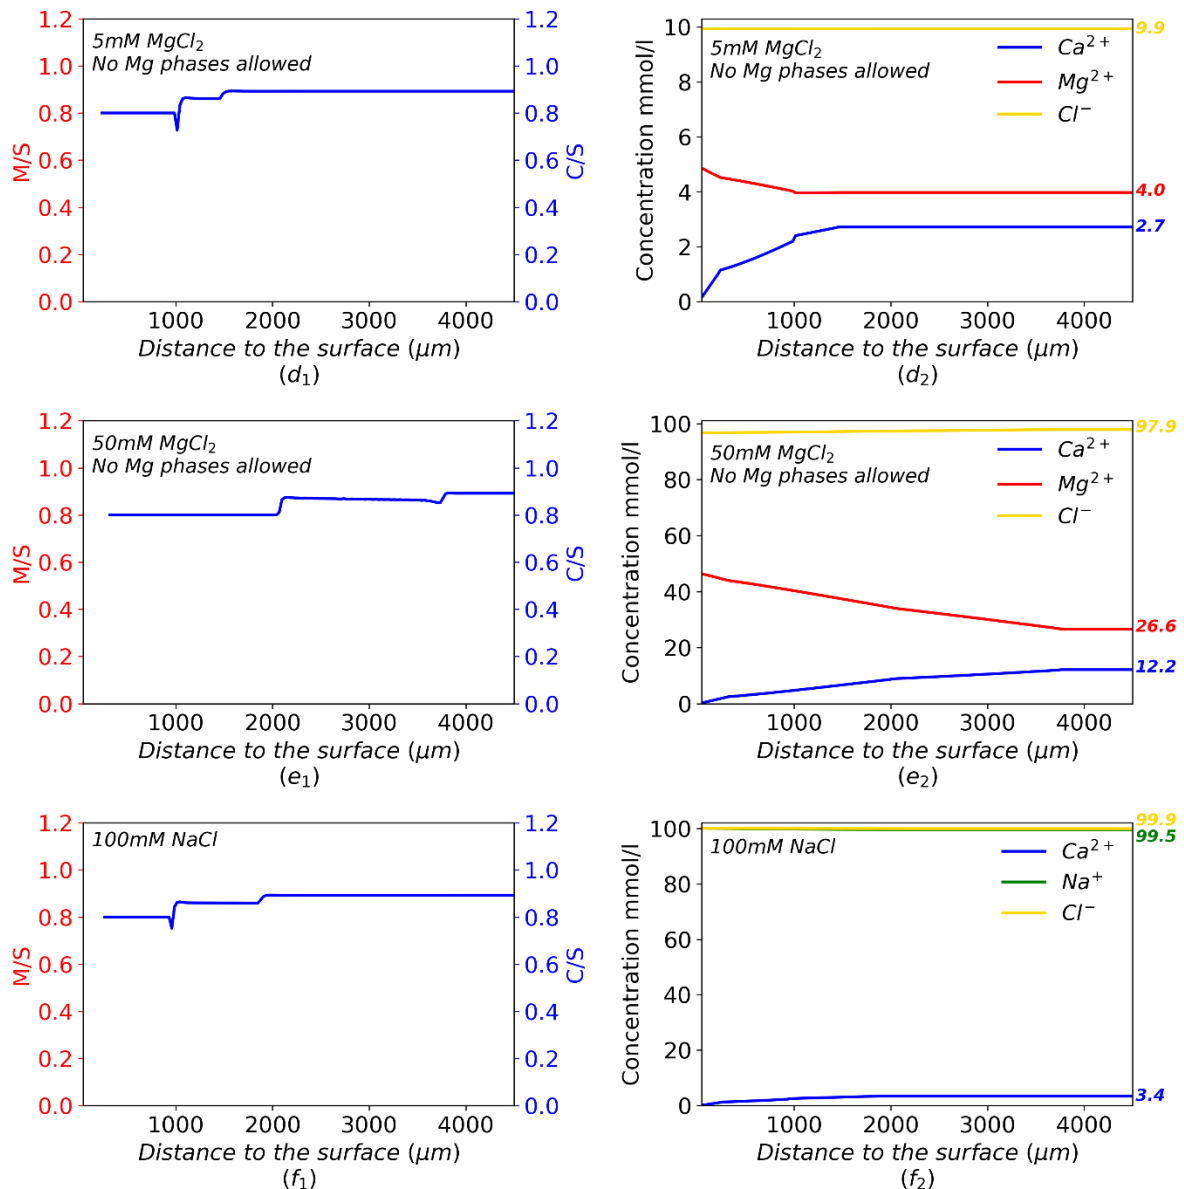 1.2
1.0
0.8
0.6
0.4
0.2
0.0
M/S
5mM MgCl₂
No Mg phases allowed
1.2
1.0
0.8
0.6
0.4
0.2
0.0
C/S
1000 2000 3000 4000
Distance to the surface (μm)
(d₁)
10
8
6
4
2
0
Concentration mmol/l
5mM MgCl₂
No Mg phases allowed
Ca²⁺
Mg²⁺
Cl⁻
9.9
4.0
2.7
1000 2000 3000 4000
Distance to the surface (μm)
(d₂)
1.2
1.0
0.8
0.6
0.4
0.2
0.0
M/S
50mM MgCl₂
No Mg phases allowed
1.2
1.0
0.8
0.6
0.4
0.2
0.0
C/S
1000 2000 3000 4000
Distance to the surface (μm)
(e₁)
100
80
60
40
20
0
Concentration mmol/l
50mM MgCl₂
No Mg phases allowed
Ca²⁺
Mg²⁺
Cl⁻
97.9
26.6
12.2
1000 2000 3000 4000
Distance to the surface (μm)
(e₂)
1.2
1.0
0.8
0.6
0.4
0.2
0.0
M/S
100mM NaCl
1.2
1.0
0.8
0.6
0.4
0.2
0.0
C/S
1000 2000 3000 4000
Distance to the surface (μm)
(f₁)
100
80
60
40
20
0
Concentration mmol/l
100mM NaCl
Ca²⁺
Na⁺
Cl⁻
99.9
99.5
3.4
1000 2000 3000 4000
Distance to the surface (μm)
(f₂)